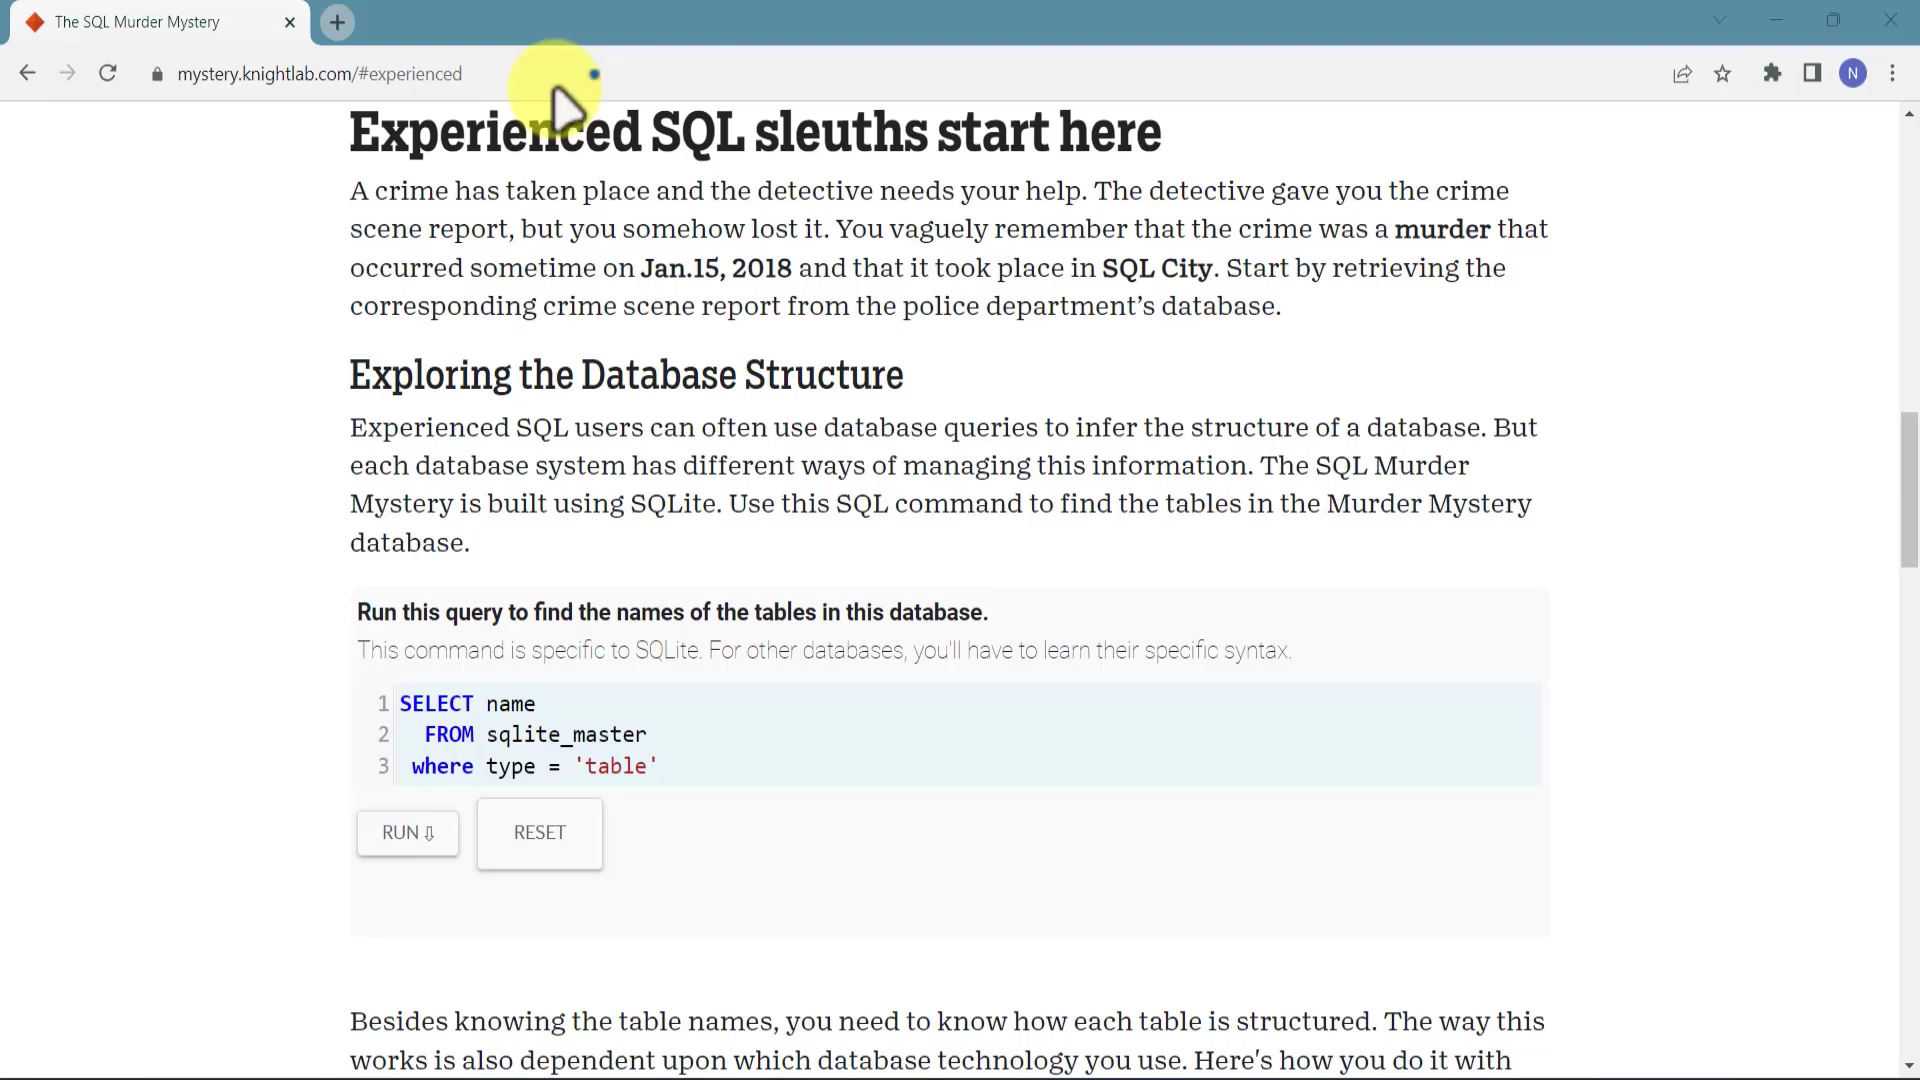 The SQL Murder Mystery
mystery.knightlab.com/#experienced
N
Experienced SQL sleuths start here
A crime has taken place and the detective needs your help. The detective gave you the crime
scene report, but you somehow lost it. You vaguely remember that the crime was a murder that
occurred sometime on Jan.15, 2018 and that it took place in SQL City. Start by retrieving the
corresponding crime scene report from the police department’s database.
Exploring the Database Structure
Experienced SQL users can often use database queries to infer the structure of a database. But
each database system has different ways of managing this information. The SQL Murder
Mystery is built using SQLite. Use this SQL command to find the tables in the Murder Mystery
database.
Run this query to find the names of the tables in this database.
This command is specific to SQLite. For other databases, you'll have to learn their specific syntax.
1 SELECT name
2 FROM sqlite_master
3 where type = 'table'
RUN ⇩ RESET
Besides knowing the table names, you need to know how each table is structured. The way this
works is also dependent upon which database technology you use. Here's how you do it with